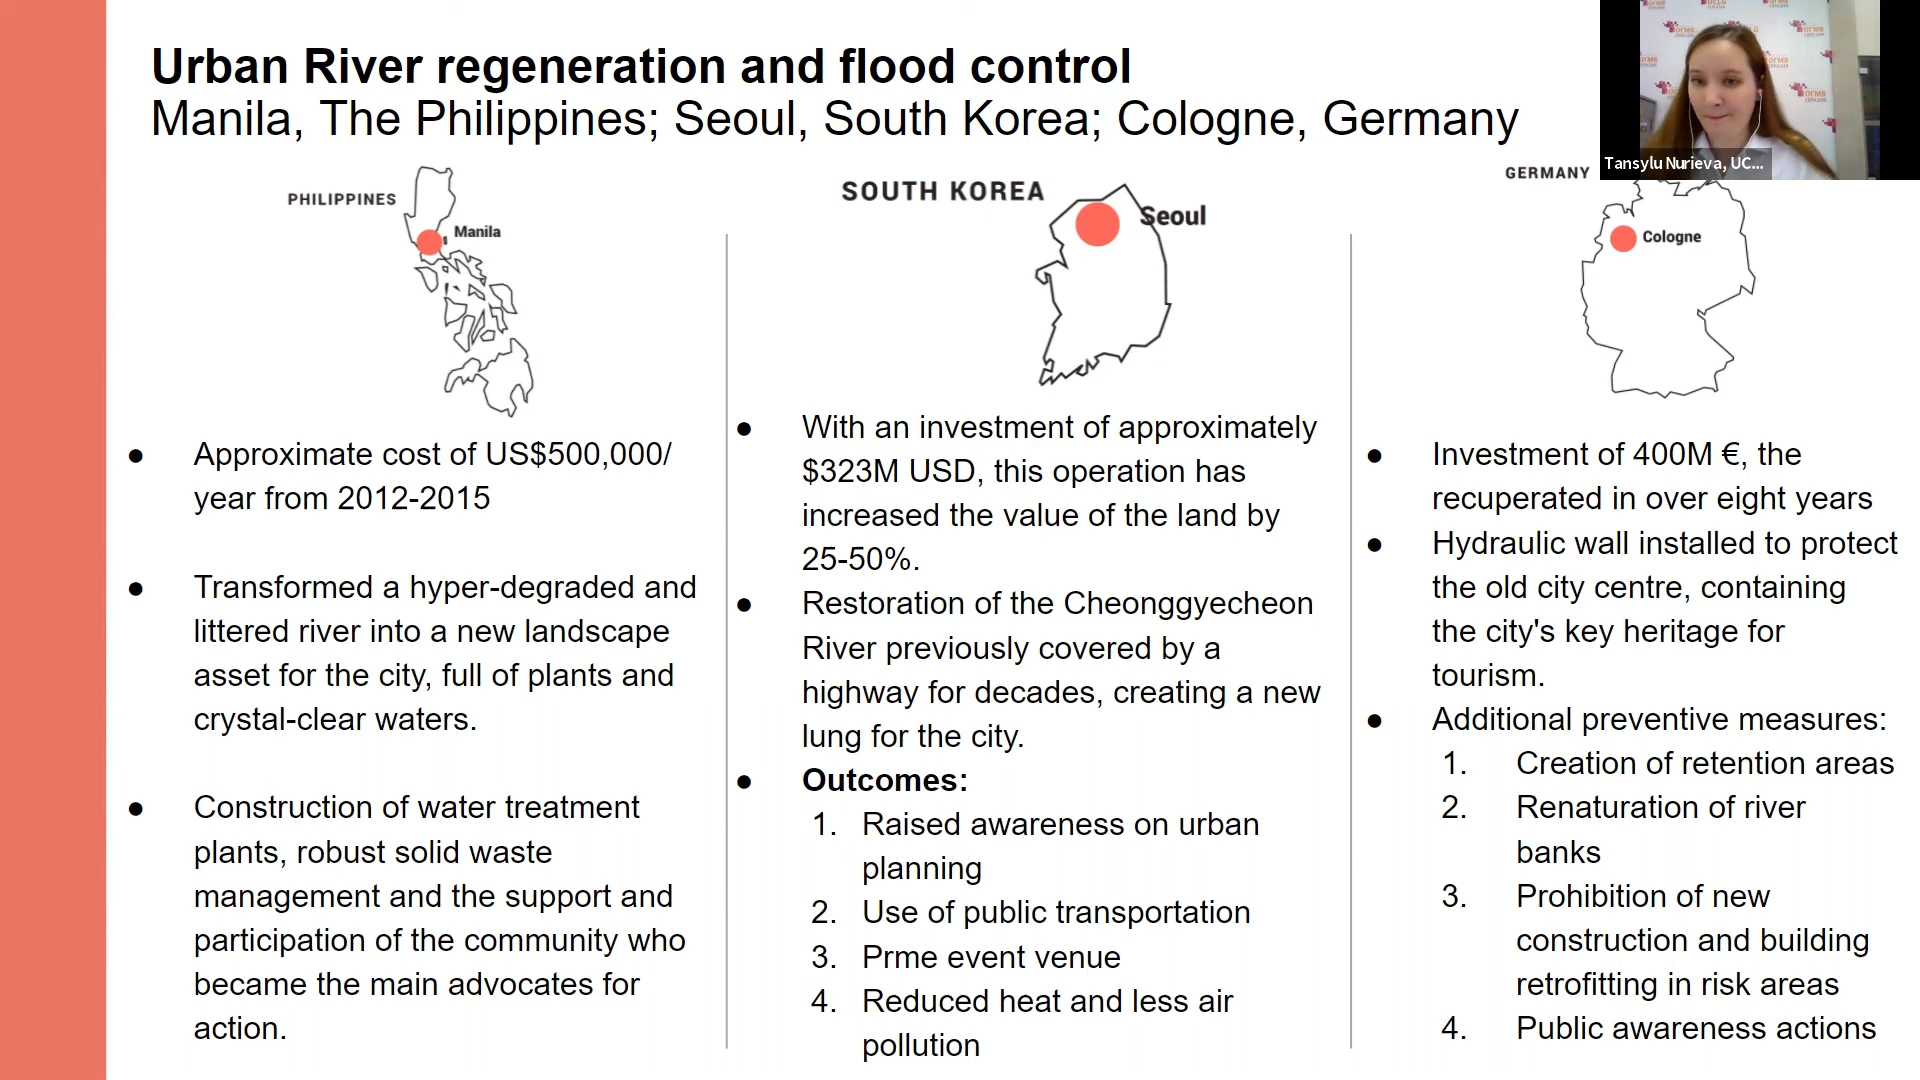 Urban River regeneration and flood control
Manila, The Philippines; Seoul, South Korea; Cologne, Germany
Tansylu Nurieva, UC...
PHILIPPINES
Manila
SOUTH KOREA
Seoul
GERMANY
Cologne
● Approximate cost of US$500,000/
year from 2012-2015
● Transformed a hyper-degraded and
littered river into a new landscape
asset for the city, full of plants and
crystal-clear waters.
● Construction of water treatment
plants, robust solid waste
management and the support and
participation of the community who
became the main advocates for
action.
● With an investment of approximately
$323M USD, this operation has
increased the value of the land by
25-50%.
● Restoration of the Cheonggyecheon
River previously covered by a
highway for decades, creating a new
lung for the city.
● Outcomes:
1. Raised awareness on urban
planning
2. Use of public transportation
3. Prme event venue
4. Reduced heat and less air
pollution
● Investment of 400M €, the
recuperated in over eight years
● Hydraulic wall installed to protect
the old city centre, containing
the city's key heritage for
tourism.
● Additional preventive measures:
1. Creation of retention areas
2. Renaturation of river
banks
3. Prohibition of new
construction and building
retrofitting in risk areas
4. Public awareness actions